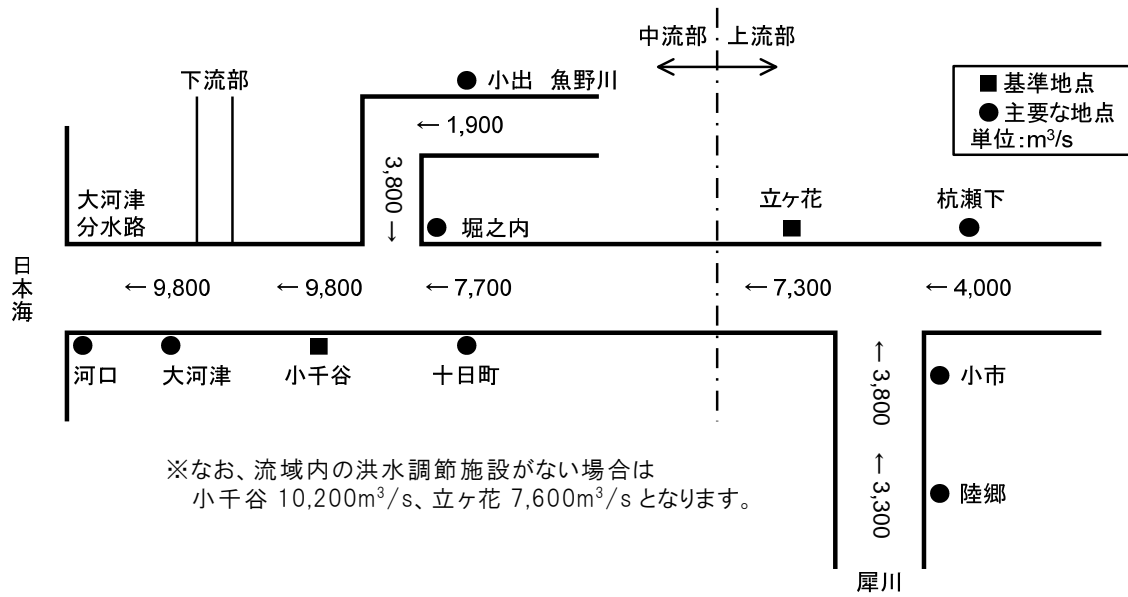 中流部 上流部
下流部
小出 魚野川
■ 基準地点
● 主要な地点
単位:m³/s
← 1,900
3,800 →
大河津
分水路
堀之内
立ヶ花
杭瀬下
日本海
← 9,800
← 9,800
← 7,700
← 7,300
← 4,000
河口
大河津
小千谷
十日町
← 3,800
小市
← 3,300
陸郷
※なお、流域内の洪水調節施設がない場合は
小千谷 10,200m³/s、立ヶ花 7,600m³/s となります。
犀川